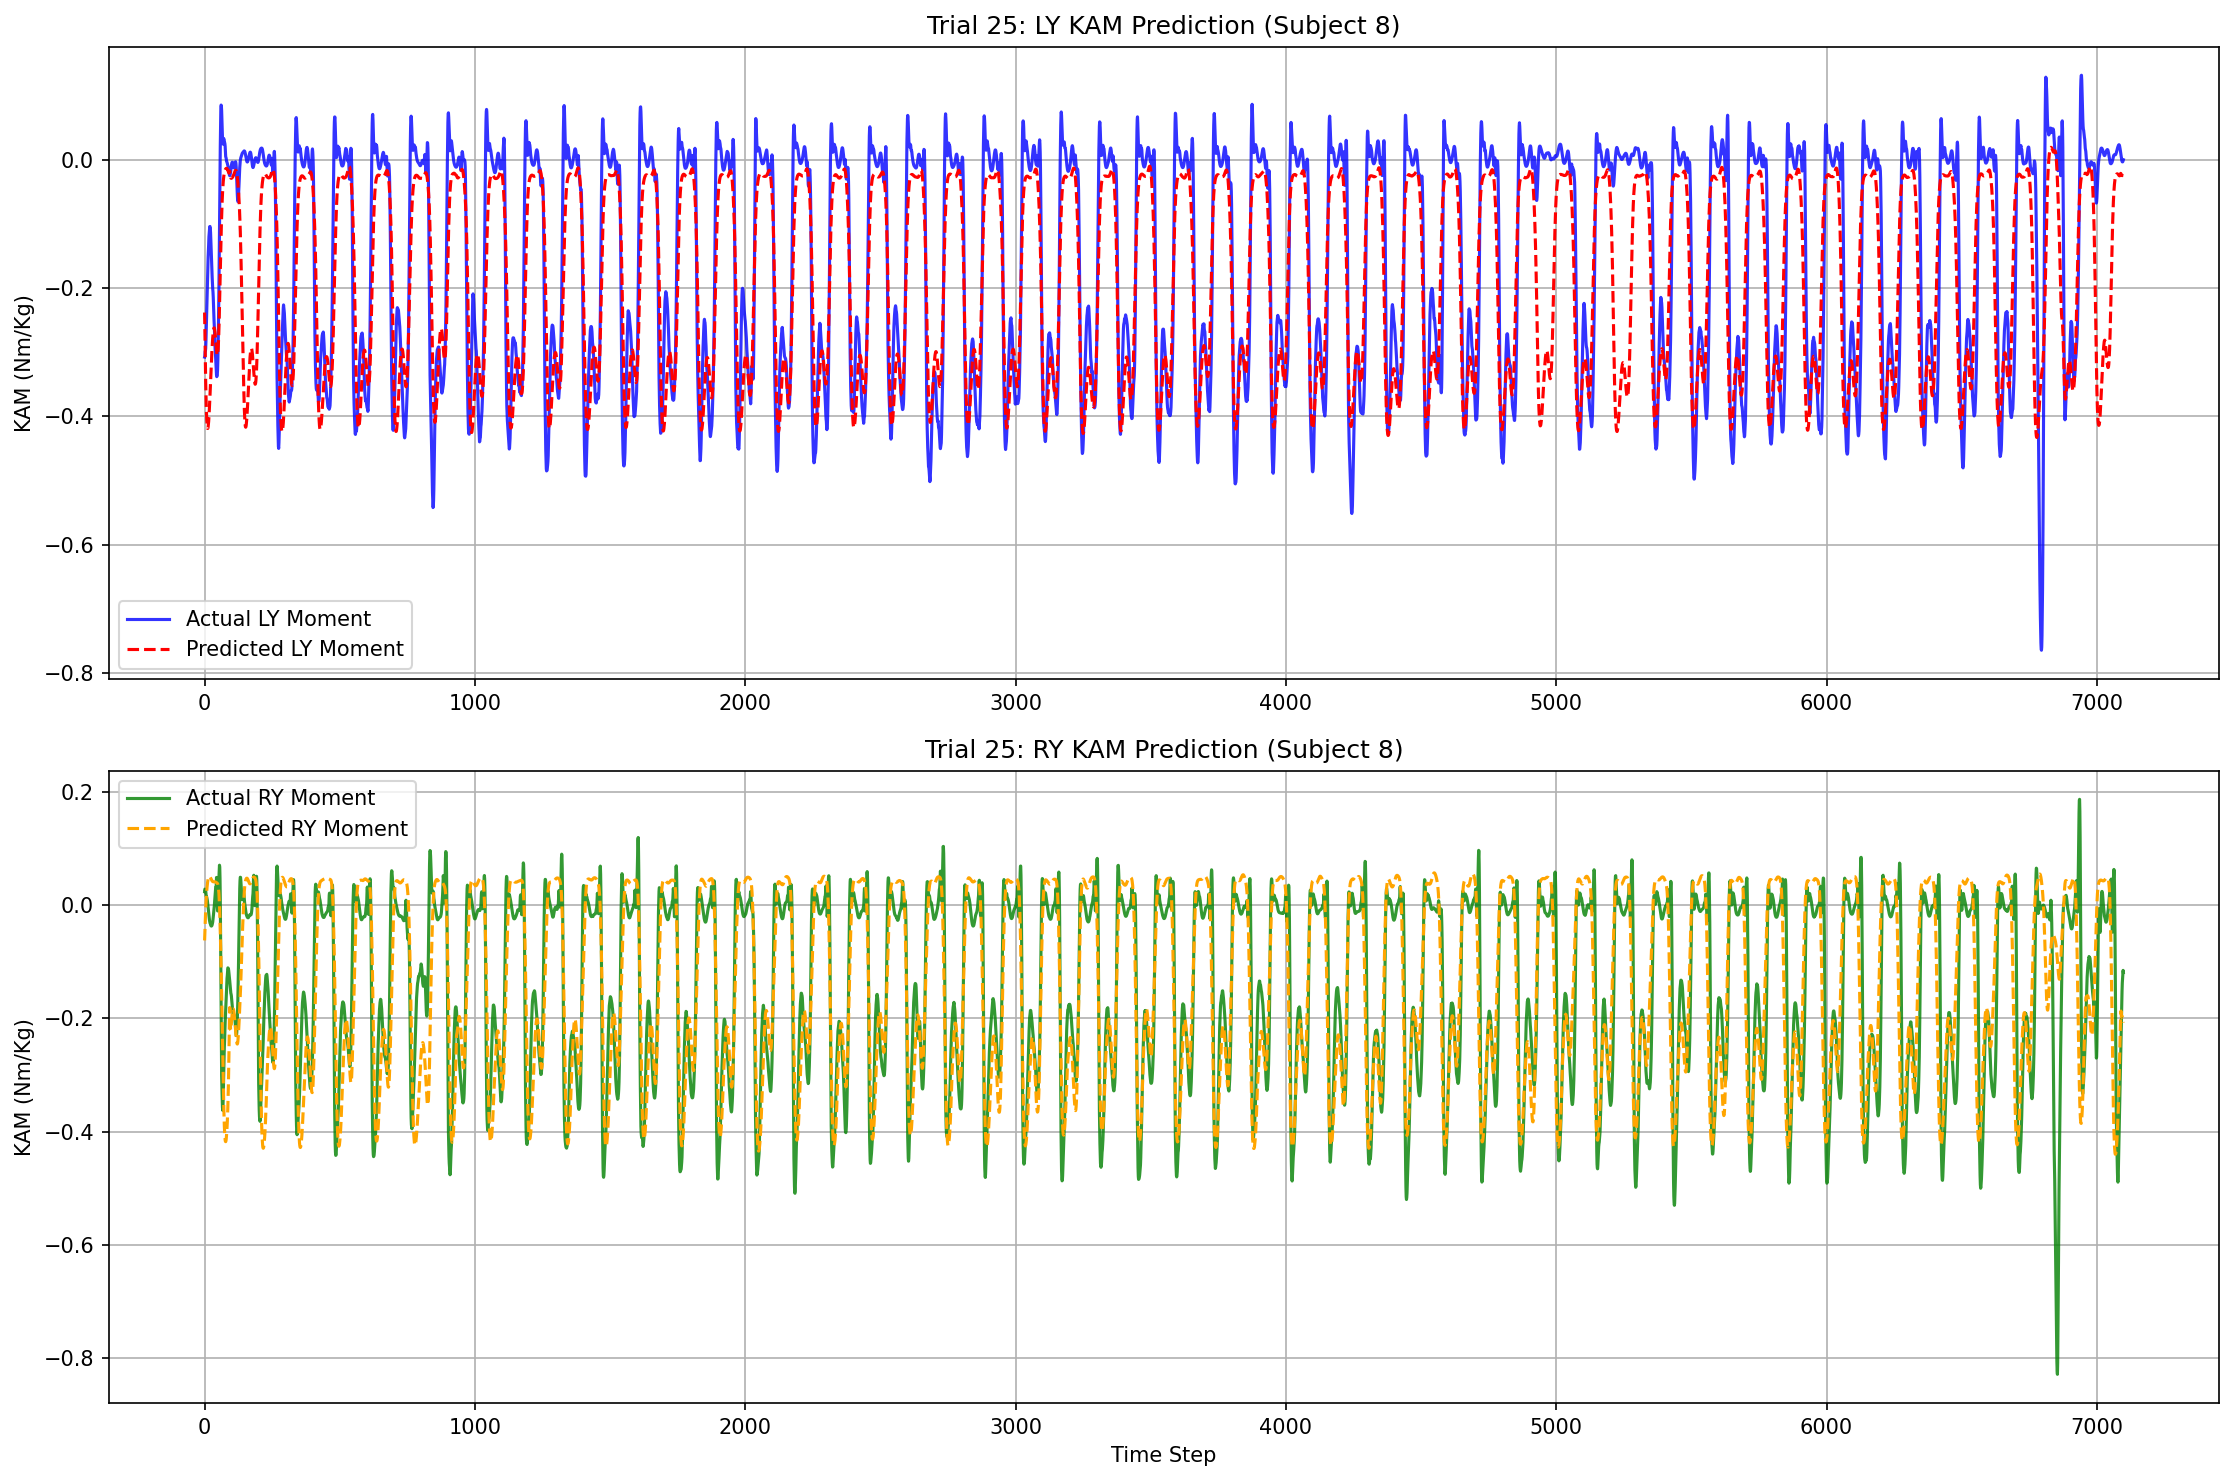 Trial 25: LY KAM Prediction (Subject 8)
KAM (Nm/Kg)
0.0
−0.2
−0.4
−0.6
−0.8
Actual LY Moment
Predicted LY Moment
0 1000 2000 3000 4000 5000 6000 7000
Trial 25: RY KAM Prediction (Subject 8)
KAM (Nm/Kg)
0.2
0.0
−0.2
−0.4
−0.6
−0.8
Actual RY Moment
Predicted RY Moment
0 1000 2000 3000 4000 5000 6000 7000
Time Step